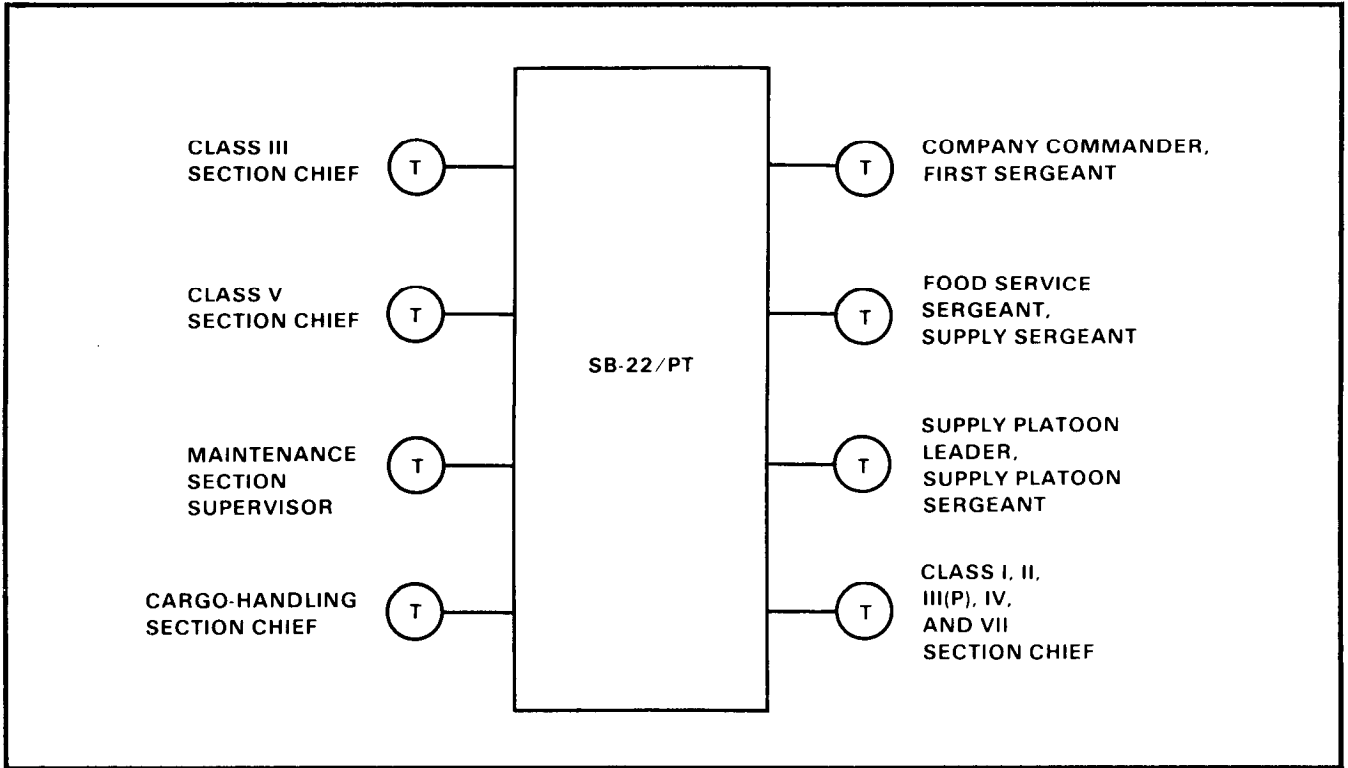 CLASS III
SECTION CHIEF
T
CLASS V
SECTION CHIEF
T
MAINTENANCE
SECTION
SUPERVISOR
T
CARGO-HANDLING
SECTION CHIEF
T
SB-22/PT
T
COMPANY COMMANDER,
FIRST SERGEANT
T
FOOD SERVICE
SERGEANT,
SUPPLY SERGEANT
T
SUPPLY PLATOON
LEADER,
SUPPLY PLATOON
SERGEANT
T
CLASS I, II,
III(P), IV,
AND VII
SECTION CHIEF